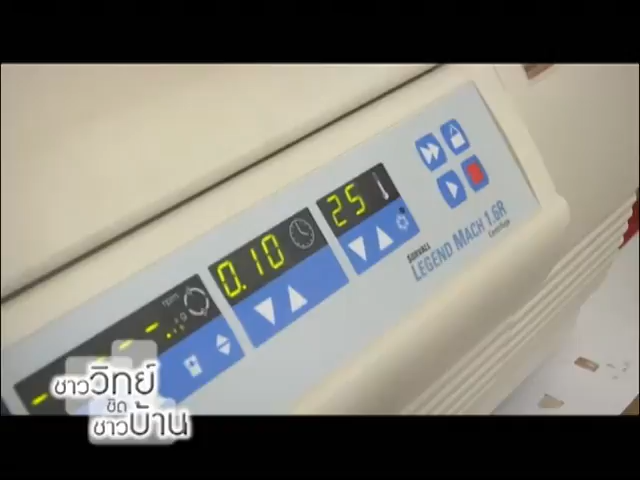 rpm
0.10
25
SORVALL
LEGEND MACH 1.6R
Centrifuge
ชาววิทย์
ชิด
ชาวบ้าน